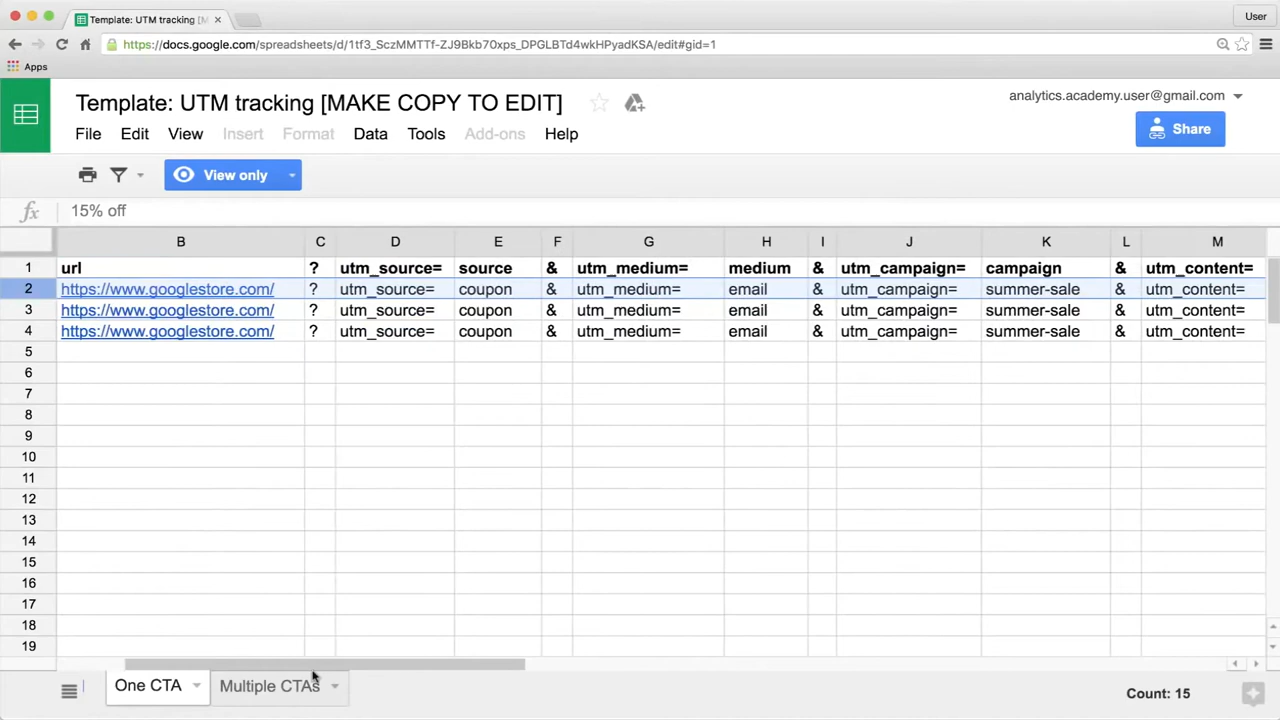 Template: UTM tracking [M
User
https://docs.google.com/spreadsheets/d/1tf3_SczMMTTf-ZJ9Bkb70xps_DPGLBTd4wkHPyadKSA/edit#gid=1
Apps
Template: UTM tracking [MAKE COPY TO EDIT]
analytics.academy.user@gmail.com
File Edit View Insert Format Data Tools Add-ons Help
Share
View only
fx 15% off
B C D E F G H I J K L M
1 url ? utm_source= source & utm_medium= medium & utm_campaign= campaign & utm_content=
2 https://www.googlestore.com/ ? utm_source= coupon & utm_medium= email & utm_campaign= summer-sale & utm_content=
3 https://www.googlestore.com/ ? utm_source= coupon & utm_medium= email & utm_campaign= summer-sale & utm_content=
4 https://www.googlestore.com/ ? utm_source= coupon & utm_medium= email & utm_campaign= summer-sale & utm_content=
5
6
7
8
9
10
11
12
13
14
15
16
17
18
19
One CTA Multiple CTAs Count: 15